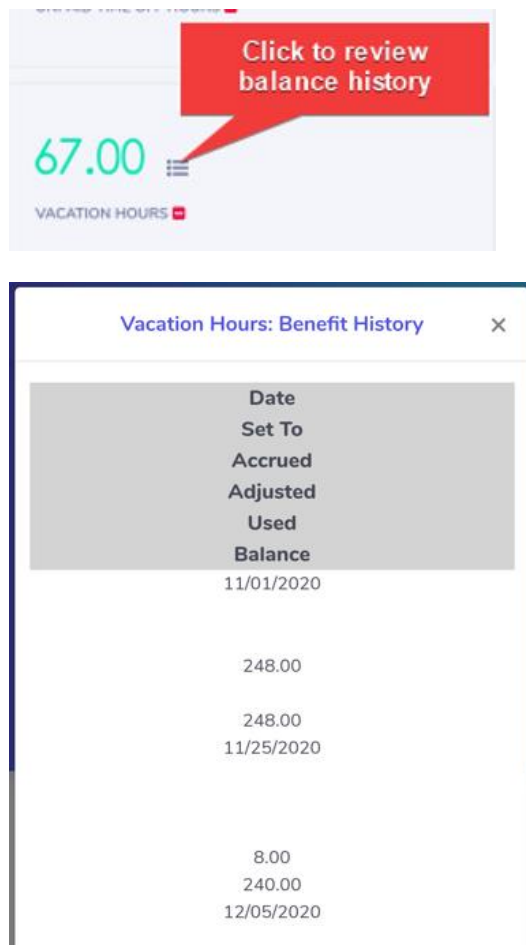 Click to review
balance history
67.00
VACATION HOURS
Vacation Hours: Benefit History
Date
Set To
Accrued
Adjusted
Used
Balance
11/01/2020
248.00
248.00
11/25/2020
8.00
240.00
12/05/2020